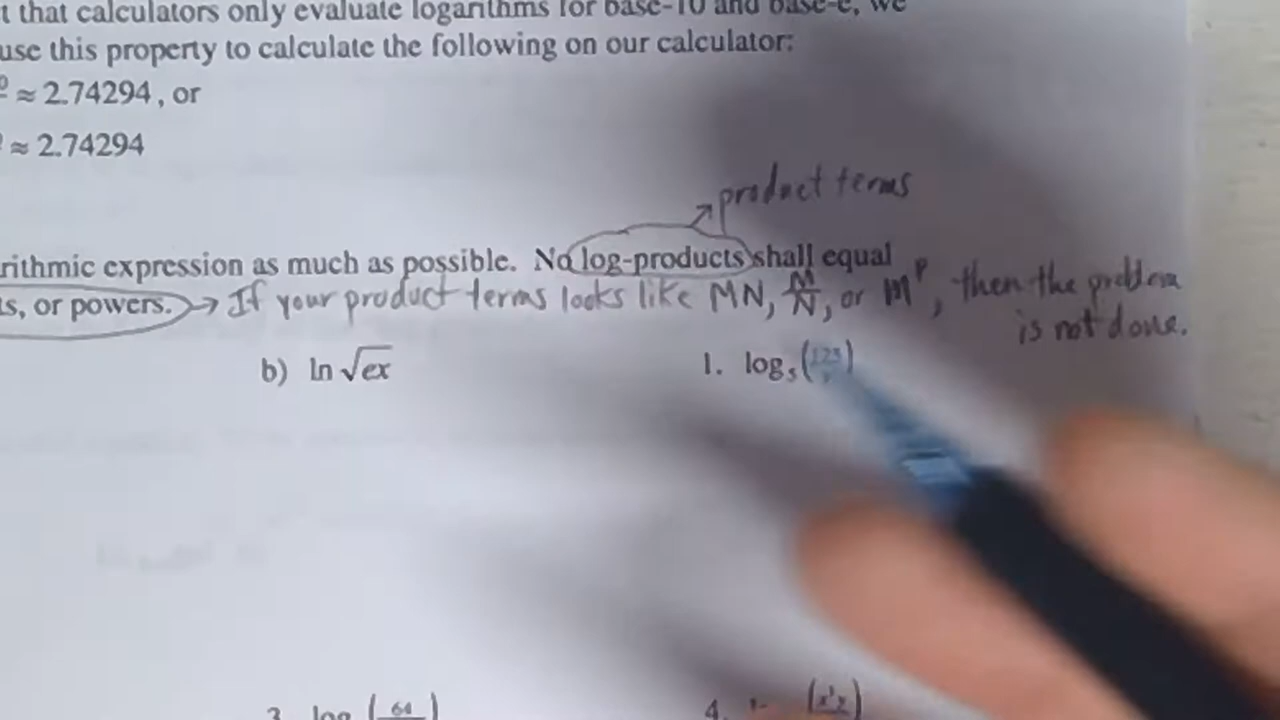 t that calculators only evaluate logarithms for base-10 and base-e, we
use this property to calculate the following on our calculator:
≈ 2.74294 , or
≈ 2.74294
product terms
rithmic expression as much as possible. No log-products shall equal
ts, or powers. → If your product terms looks like MN, M/N, or M^P, then the problem
is not done.
b) ln √ex
1. log₅(125
3. log (64
4.